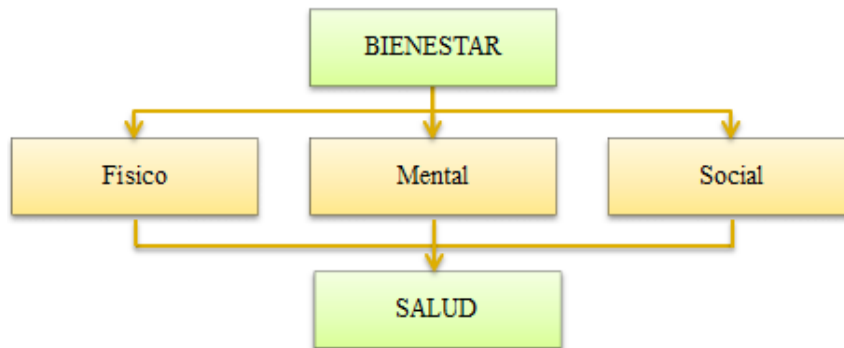 BIENESTAR
Físico
Mental
Social
SALUD